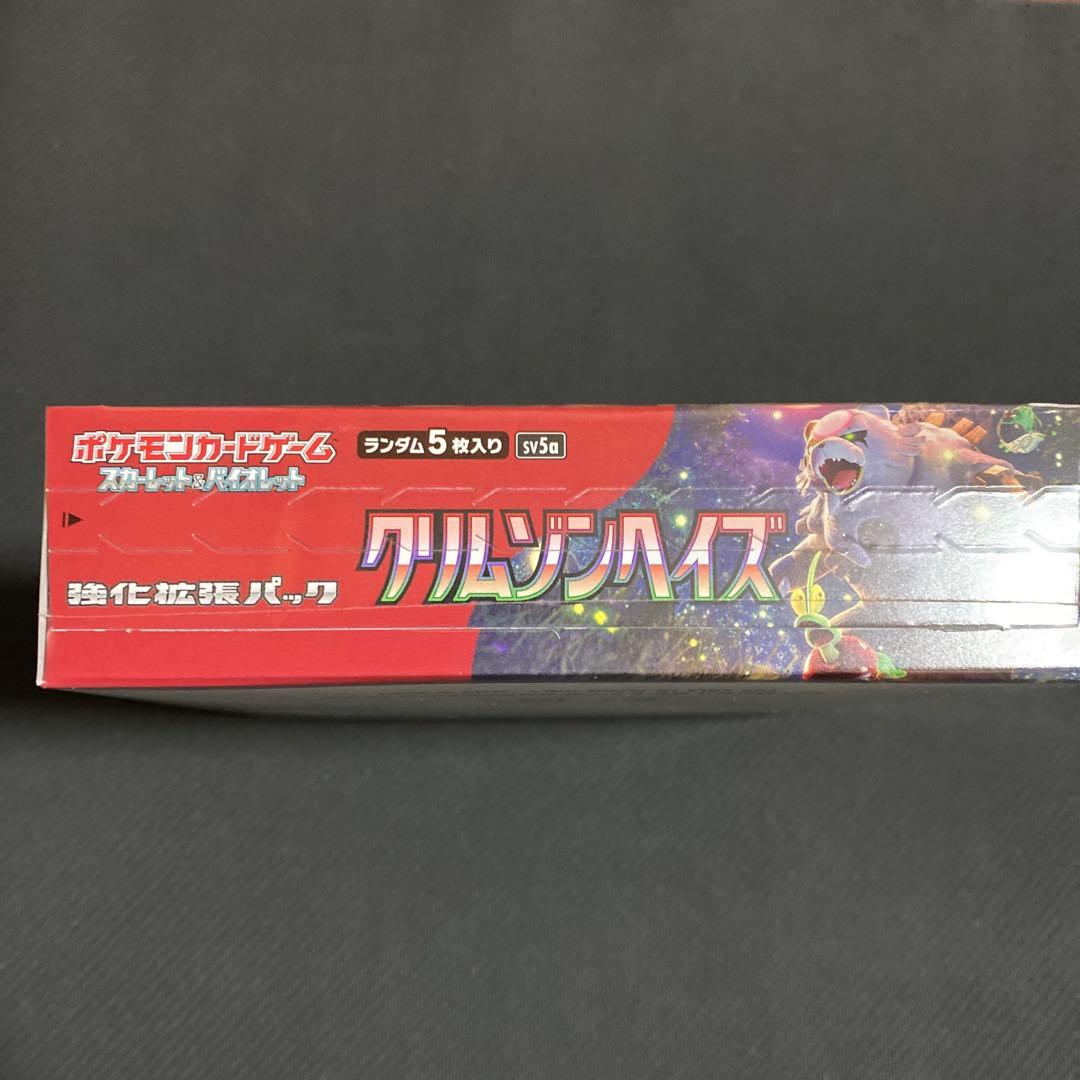 ポケモンカードゲーム
スカーレット&バイオレット
ランダム5枚入り sv5a
クリムゾンヘイズ
強化拡張パック